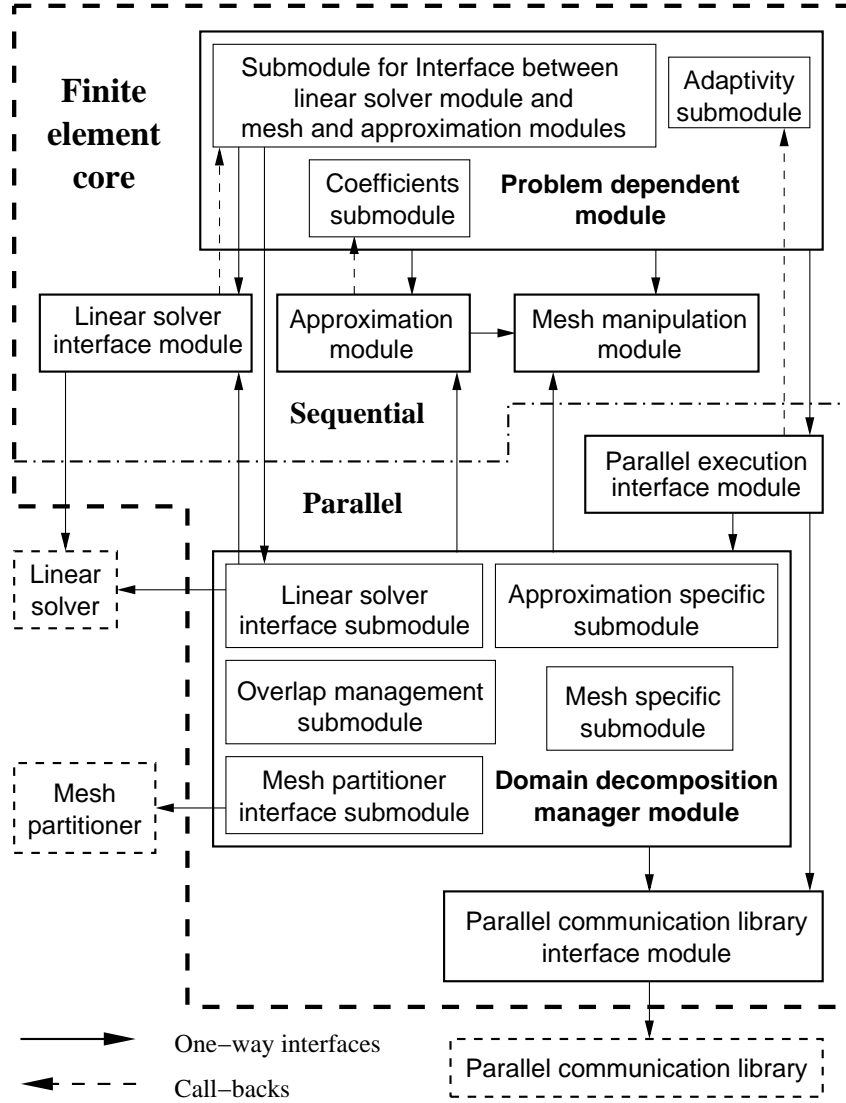 Finite
element
core
Submodule for Interface between
linear solver module and
mesh and approximation modules
Adaptivity
submodule
Coefficients
submodule
Problem dependent
module
Linear solver
interface module
Approximation
module
Mesh manipulation
module
Sequential
Parallel
Parallel execution
interface module
Linear
solver
Linear solver
interface submodule
Approximation specific
submodule
Overlap management
submodule
Mesh specific
submodule
Mesh
partitioner
Mesh partitioner
interface submodule
Domain decomposition
manager module
Parallel communication library
interface module
One−way interfaces
Call−backs
Parallel communication library